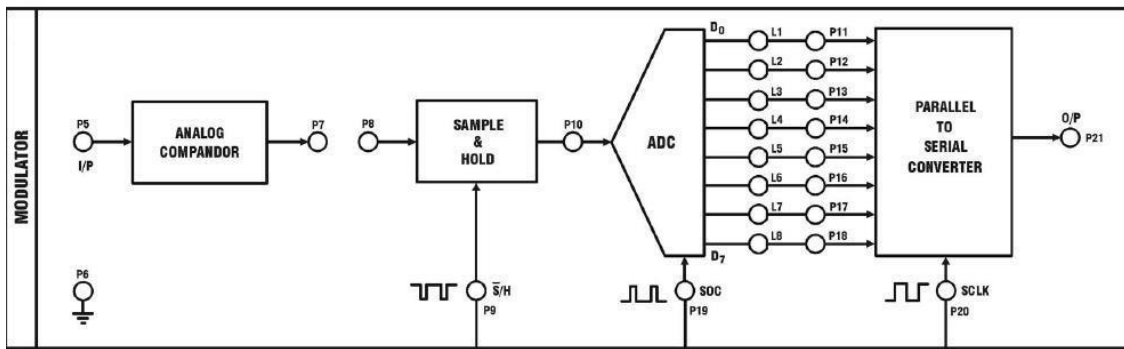 MODULATOR
P5
I/P
ANALOG
COMPANDOR
P7
P8
SAMPLE
&
HOLD
P10
ADC
D0
L1 P11
L2 P12
L3 P13
L4 P14
L5 P15
L6 P16
L7 P17
L8 P18
D7
PARALLEL
TO
SERIAL
CONVERTER
O/P
P21
P6
S̅/H
P9
SOC
P19
SCLK
P20